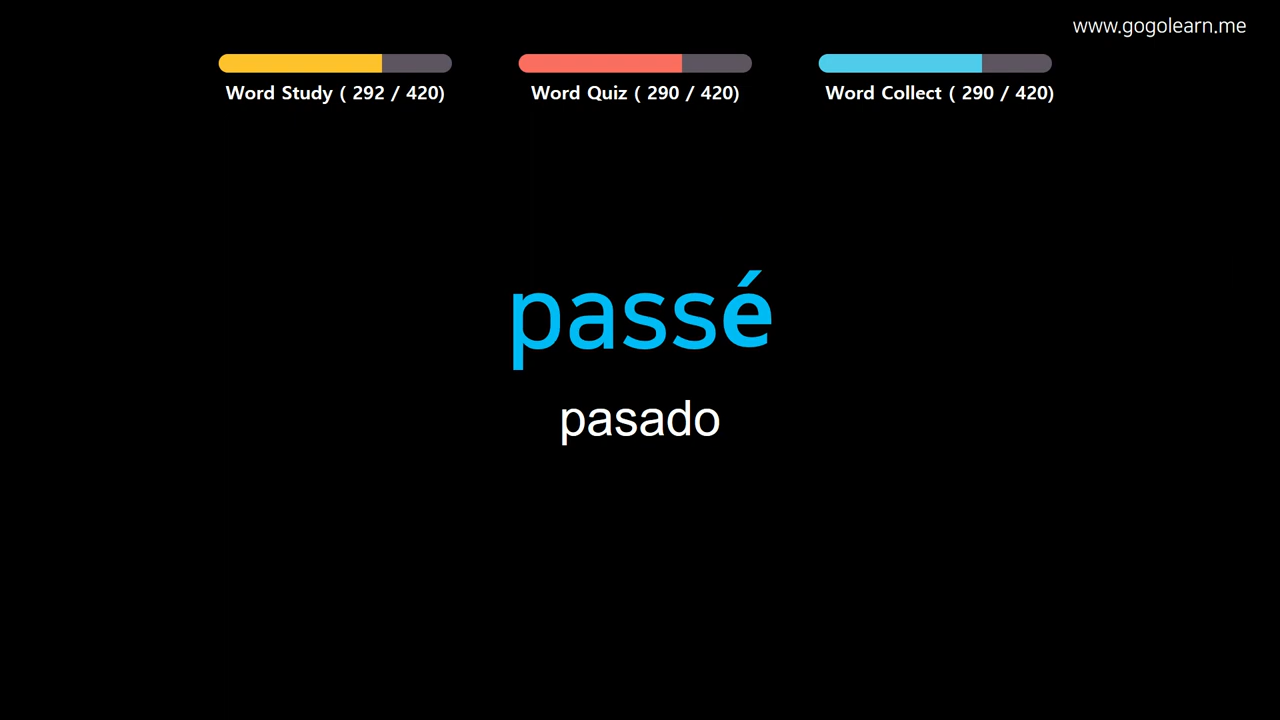 www.gogolearn.me
Word Study ( 292 / 420)
Word Quiz ( 290 / 420)
Word Collect ( 290 / 420)
passé
pasado